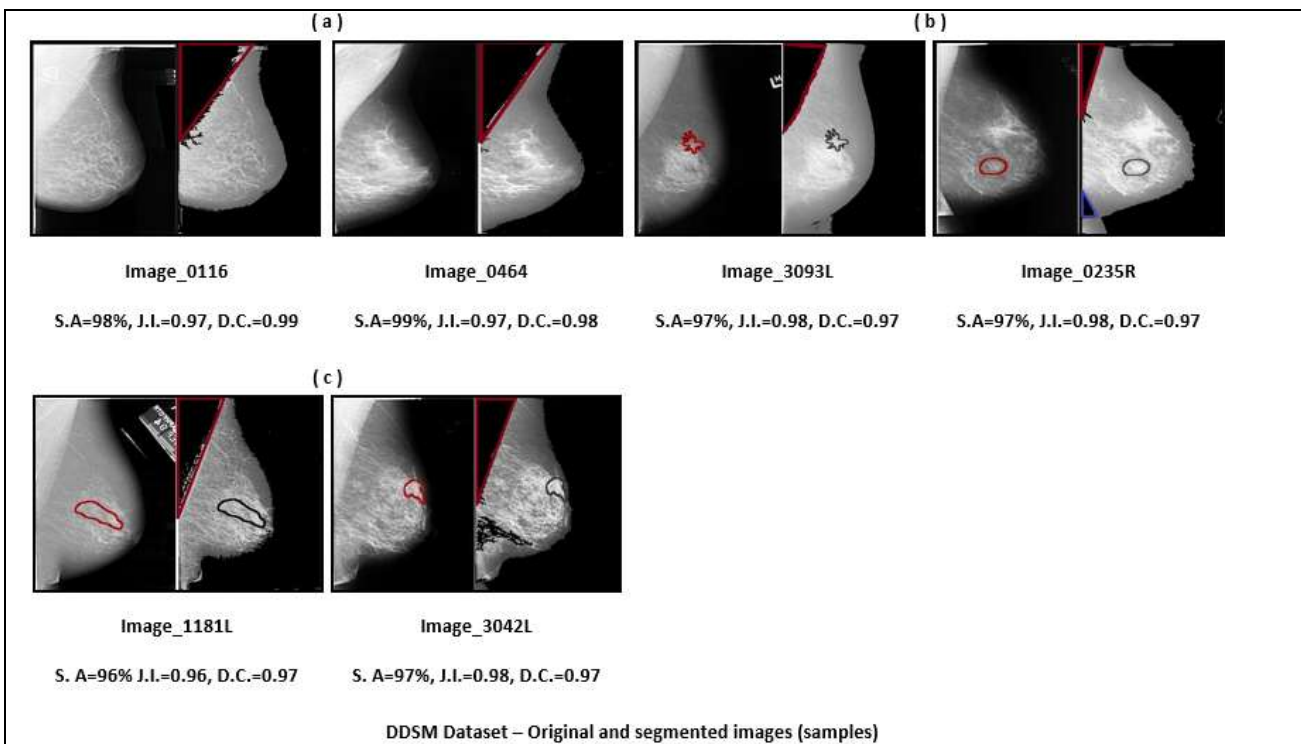 ( a ) ( b )
Image_0116 Image_0464 Image_3093L Image_0235R
S.A=98%, J.I.=0.97, D.C.=0.99 S.A=99%, J.I.=0.97, D.C.=0.98 S.A=97%, J.I.=0.98, D.C.=0.97 S.A=97%, J.I.=0.98, D.C.=0.97
( c )
Image_1181L Image_3042L
S. A=96% J.I.=0.96, D.C.=0.97 S. A=97%, J.I.=0.98, D.C.=0.97
DDSM Dataset – Original and segmented images (samples)